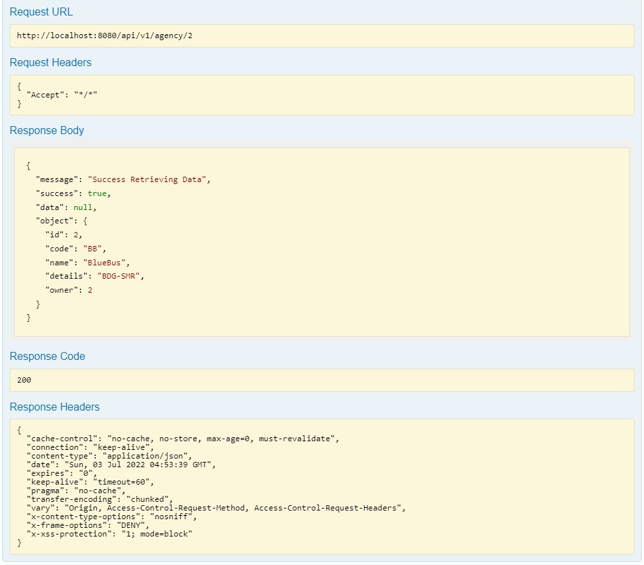 Request URL
http://localhost:8080/api/v1/agency/2
Request Headers
{
  "Accept": "*/*"
}
Response Body
{
  "message": "Success Retrieving Data",
  "success": true,
  "data": null,
  "object": {
    "id": 2,
    "code": "BB",
    "name": "BlueBus",
    "details": "BDG-SMR",
    "owner": 2
  }
}
Response Code
200
Response Headers
{
  "cache-control": "no-cache, no-store, max-age=0, must-revalidate",
  "connection": "keep-alive",
  "content-type": "application/json",
  "date": "Sun, 03 Jul 2022 04:53:39 GMT",
  "expires": "0",
  "keep-alive": "timeout=60",
  "pragma": "no-cache",
  "transfer-encoding": "chunked",
  "vary": "Origin, Access-Control-Request-Method, Access-Control-Request-Headers",
  "x-content-type-options": "nosniff",
  "x-frame-options": "DENY",
  "x-xss-protection": "1; mode=block"
}